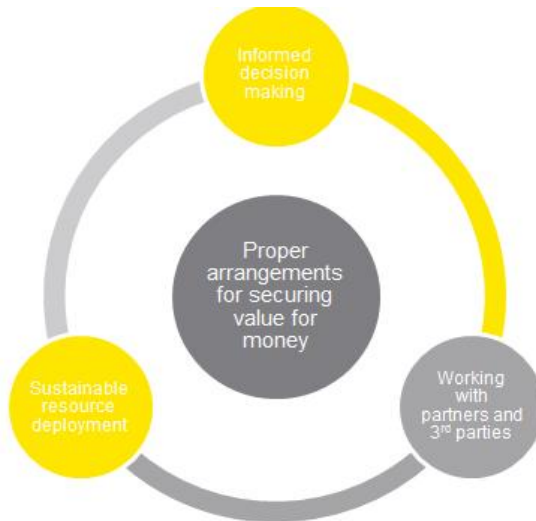 Informed
decision
making
Proper
arrangements
for securing
value for
money
Sustainable
resource
deployment
Working
with
partners and
3rd parties